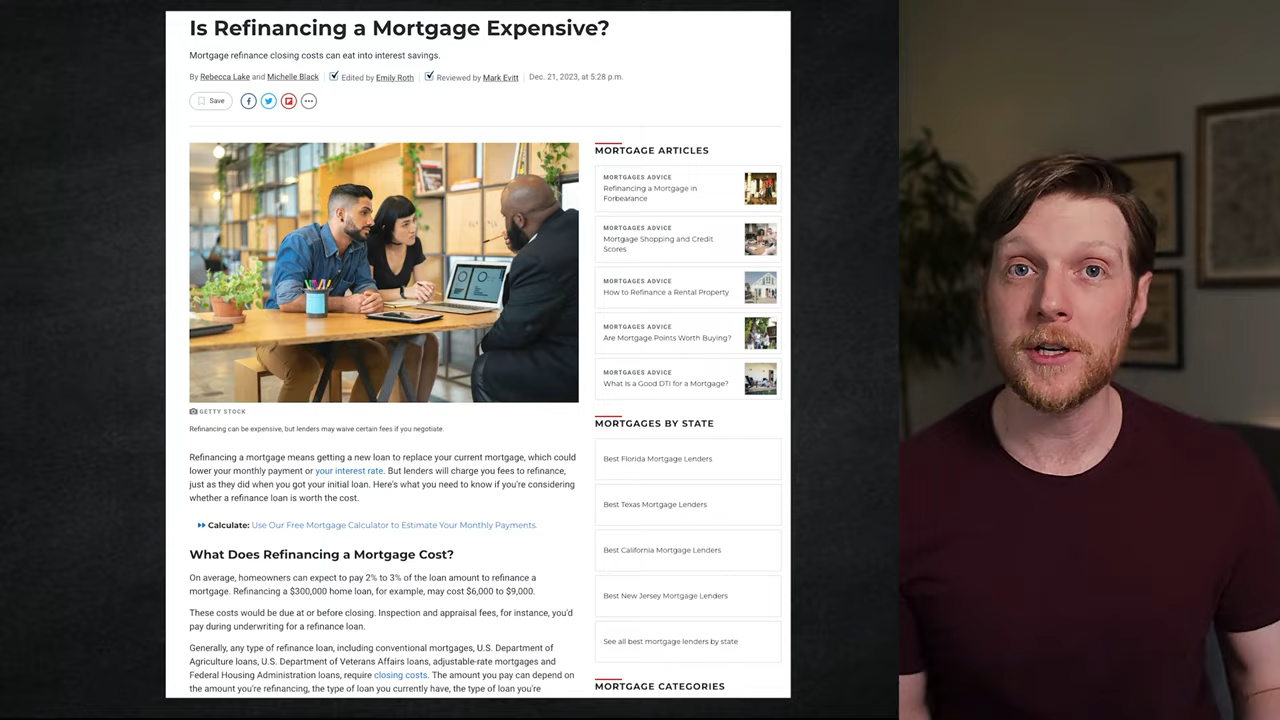 Is Refinancing a Mortgage Expensive?
Mortgage refinance closing costs can eat into interest savings.
By Rebecca Lake and Michelle Black | Edited by Emily Roth | Reviewed by Mark Evitt | Dec. 21, 2023, at 5:28 p.m.
Save
GETTY STOCK
Refinancing can be expensive, but lenders may waive certain fees if you negotiate.
Refinancing a mortgage means getting a new loan to replace your current mortgage, which could
lower your monthly payment or your interest rate. But lenders will charge you fees to refinance,
just as they did when you got your initial loan. Here's what you need to know if you're considering
whether a refinance loan is worth the cost.
Calculate: Use Our Free Mortgage Calculator to Estimate Your Monthly Payments.
What Does Refinancing a Mortgage Cost?
On average, homeowners can expect to pay 2% to 3% of the loan amount to refinance a
mortgage. Refinancing a $300,000 home loan, for example, may cost $6,000 to $9,000.
These costs would be due at or before closing. Inspection and appraisal fees, for instance, you'd
pay during underwriting for a refinance loan.
Generally, any type of refinance loan, including conventional mortgages, U.S. Department of
Agriculture loans, U.S. Department of Veterans Affairs loans, adjustable-rate mortgages and
Federal Housing Administration loans, require closing costs. The amount you pay can depend on
the amount you're refinancing, the type of loan you currently have, the type of loan you're
MORTGAGE ARTICLES
MORTGAGES ADVICE
Refinancing a Mortgage in
Forbearance
MORTGAGES ADVICE
Mortgage Shopping and Credit
Scores
MORTGAGES ADVICE
How to Refinance a Rental Property
MORTGAGES ADVICE
Are Mortgage Points Worth Buying?
MORTGAGES ADVICE
What Is a Good DTI for a Mortgage?
MORTGAGES BY STATE
Best Florida Mortgage Lenders
Best Texas Mortgage Lenders
Best California Mortgage Lenders
Best New Jersey Mortgage Lenders
See all best mortgage lenders by state
MORTGAGE CATEGORIES